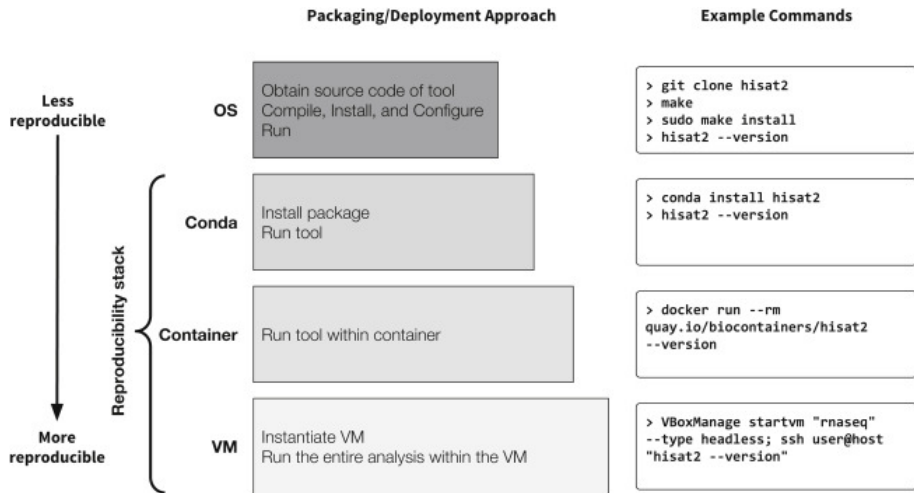 Packaging/Deployment Approach
Example Commands
Less
reproducible
OS
Obtain source code of tool
Compile, Install, and Configure
Run
> git clone hisat2
> make
> sudo make install
> hisat2 --version
Reproducibility stack
Conda
Install package
Run tool
> conda install hisat2
> hisat2 --version
Container
Run tool within container
> docker run --rm
quay.io/biocontainers/hisat2
--version
More
reproducible
VM
Instantiate VM
Run the entire analysis within the VM
> VBoxManage startvm "rnaseq"
--type headless; ssh user@host
"hisat2 --version"